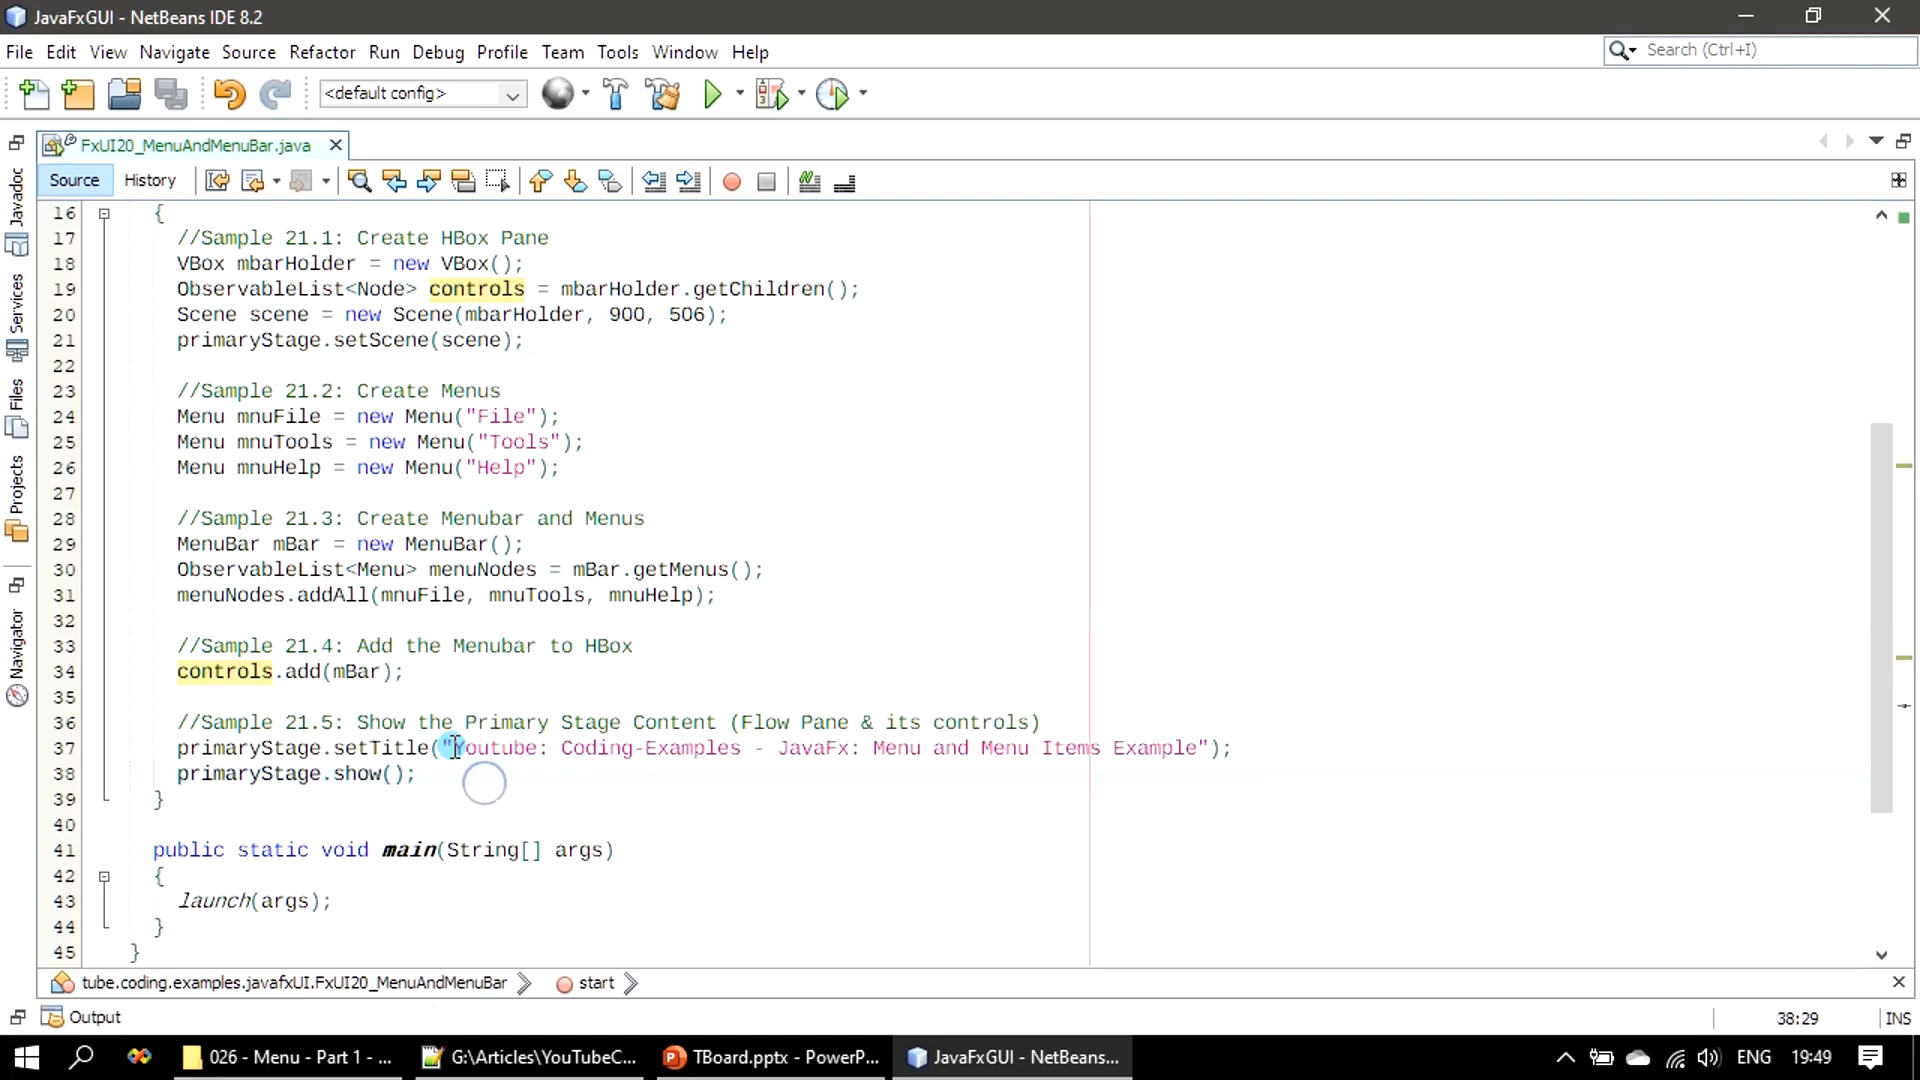 JavaFxGUI - NetBeans IDE 8.2
File Edit View Navigate Source Refactor Run Debug Profile Team Tools Window Help
Search (Ctrl+I)
<default config>
FxUI20_MenuAndMenuBar.java
Source History
Javadoc
Services
Files
Projects
Navigator
16 {
17 //Sample 21.1: Create HBox Pane
18 VBox mbarHolder = new VBox();
19 ObservableList<Node> controls = mbarHolder.getChildren();
20 Scene scene = new Scene(mbarHolder, 900, 506);
21 primaryStage.setScene(scene);
22
23 //Sample 21.2: Create Menus
24 Menu mnuFile = new Menu("File");
25 Menu mnuTools = new Menu("Tools");
26 Menu mnuHelp = new Menu("Help");
27
28 //Sample 21.3: Create Menubar and Menus
29 MenuBar mBar = new MenuBar();
30 ObservableList<Menu> menuNodes = mBar.getMenus();
31 menuNodes.addAll(mnuFile, mnuTools, mnuHelp);
32
33 //Sample 21.4: Add the Menubar to HBox
34 controls.add(mBar);
35
36 //Sample 21.5: Show the Primary Stage Content (Flow Pane & its controls)
37 primaryStage.setTitle("Youtube: Coding-Examples - JavaFx: Menu and Menu Items Example");
38 primaryStage.show();
39 }
40
41 public static void main(String[] args)
42 {
43 launch(args);
44 }
45 }
tube.coding.examples.javafxUI.FxUI20_MenuAndMenuBar start
Output
38:29 INS
026 - Menu - Part 1 - ... G:\Articles\YouTubeC... TBoard.pptx - PowerP... JavaFxGUI - NetBeans... ENG 19:49